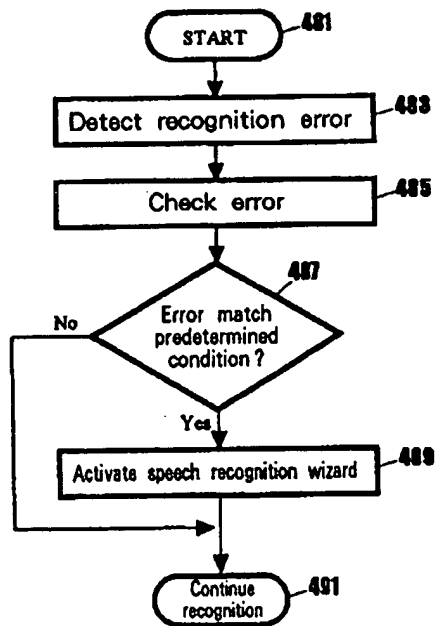 START
481
Detect recognition error
483
Check error
485
487
Error match
predetermined
condition?
No
Yes
Activate speech recognition wizard
489
Continue
recognition
491